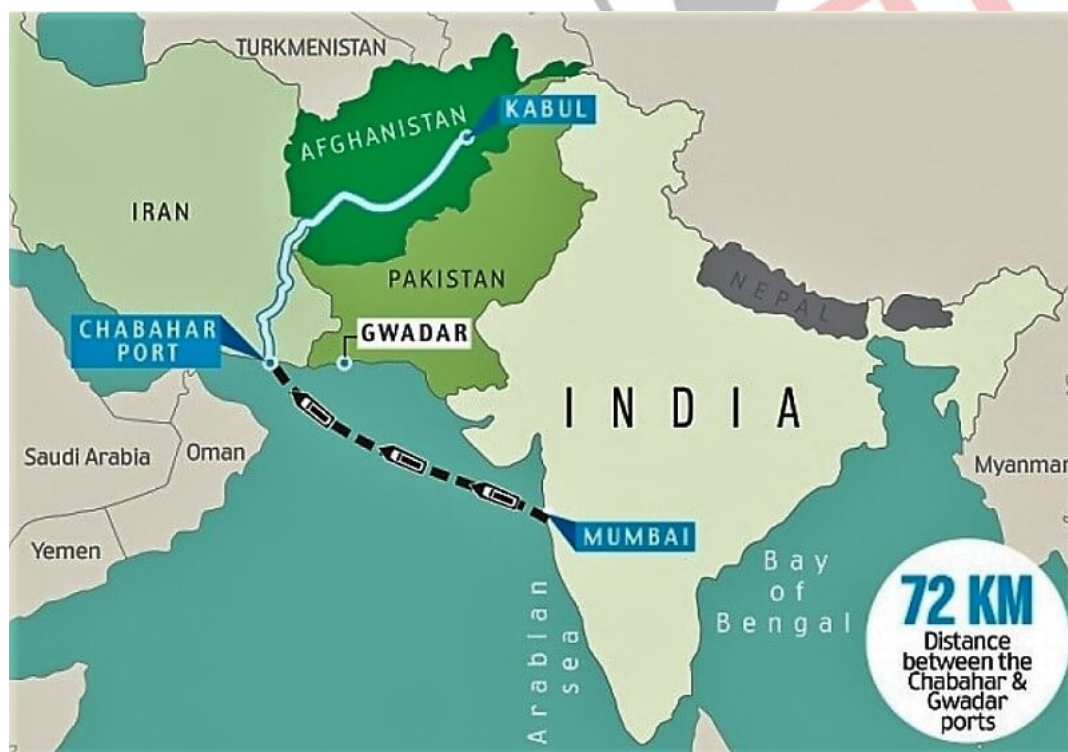 TURKMENISTAN
AFGHANISTAN
KABUL
IRAN
PAKISTAN
NEPAL
CHABAHAR
PORT
GWADAR
INDIA
Saudi Arabia
Oman
Myanmar
Yemen
MUMBAI
Arabian
sea
Bay
of
Bengal
72 KM
Distance
between the
Chabahar &
Gwadar
ports